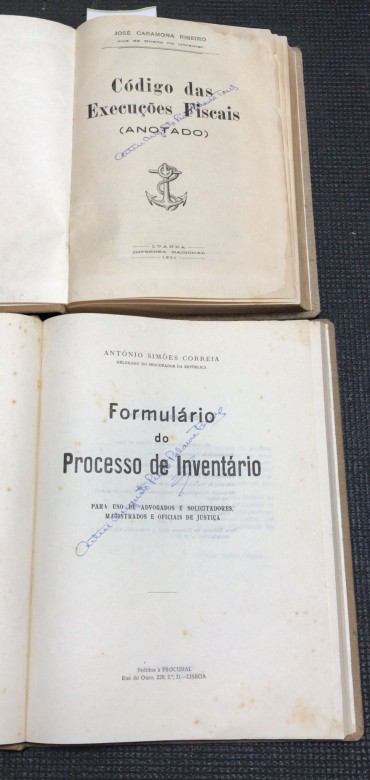 JOSÉ CARAMONA RIBEIRO
Código das
Execuções Fiscais
(ANOTADO)
LUANDA
IMPRENSA NACIONAL
ANTÓNIO SIMÕES CORREIA
DELEGADO DO PROCURADOR DA REPÚBLICA
Formulário
do
Processo de Inventário
PARA USO DE ADVOGADOS E SOLICITADORES,
MAGISTRADOS E OFICIAIS DE JUSTIÇA
Pedidos à PROCURAL
Rua do Ouro, 220, 2.º, D.—LISBOA